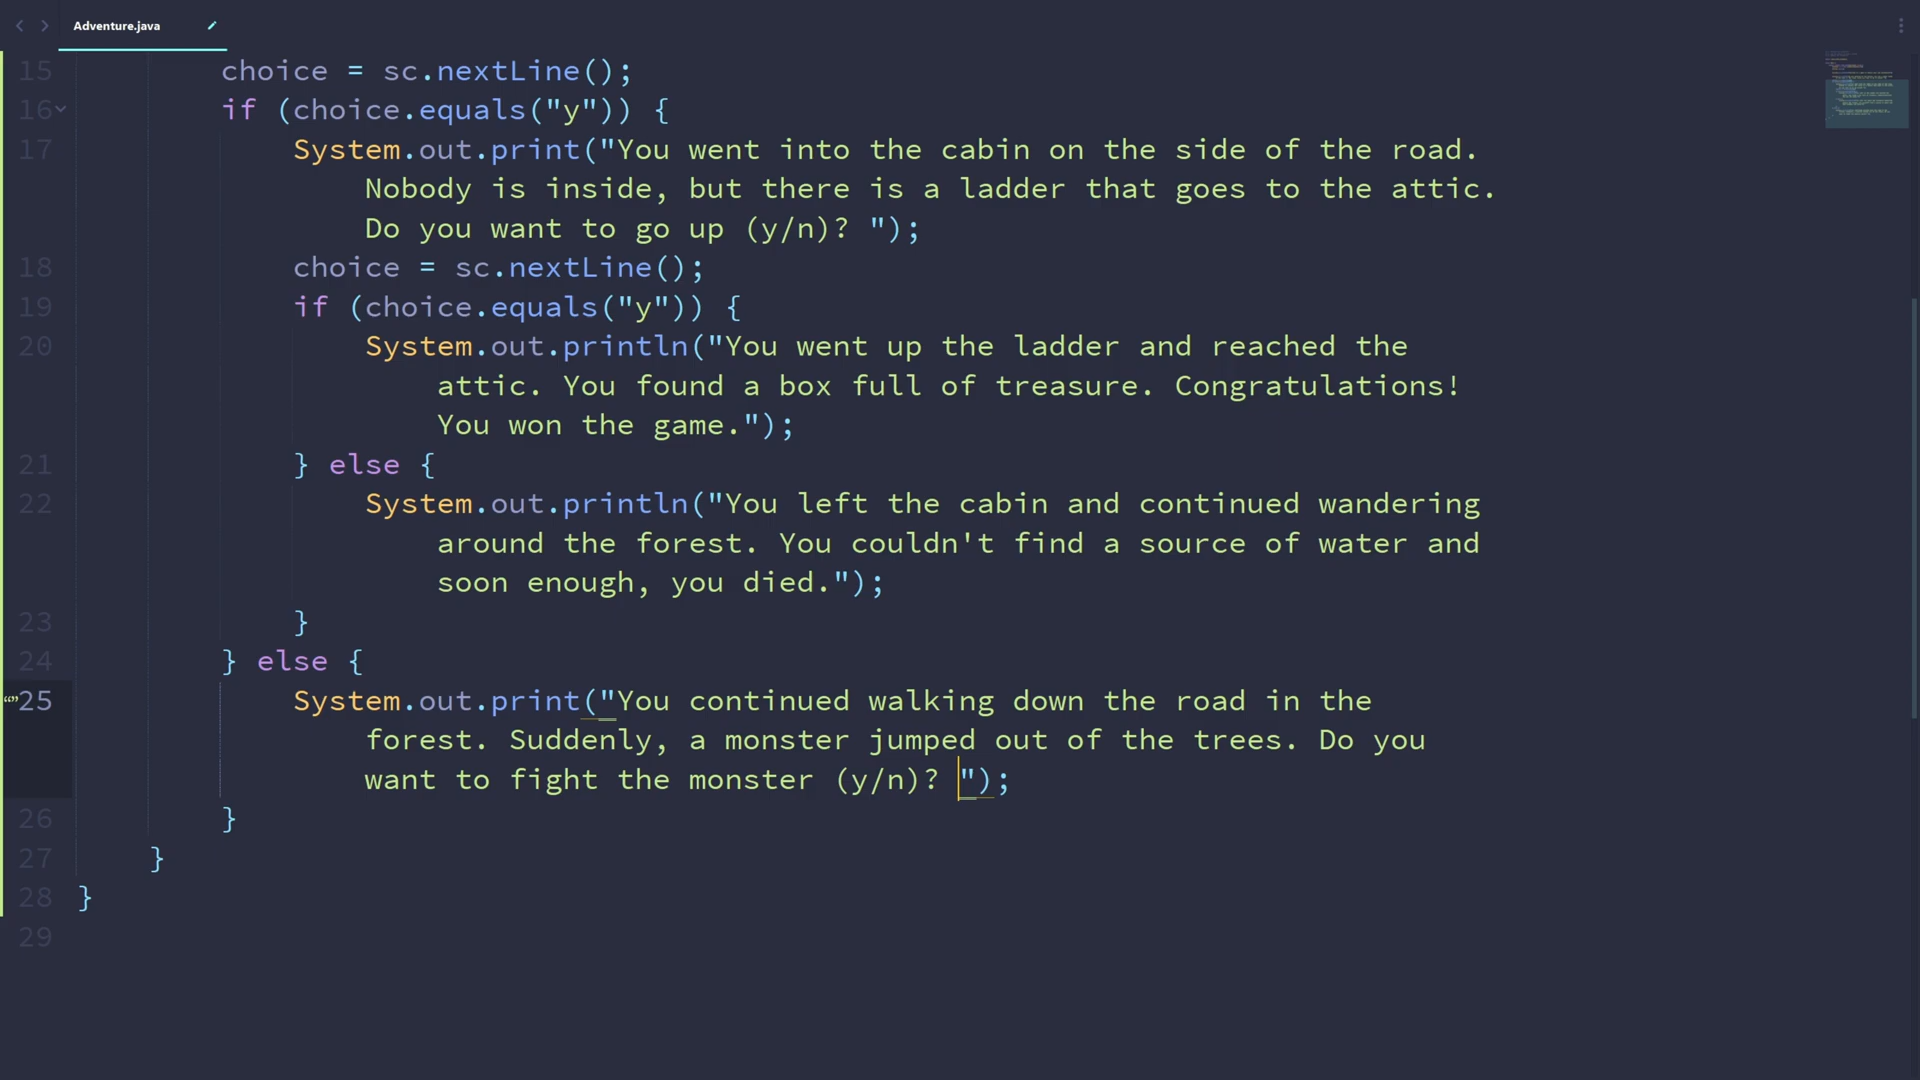 Adventure.java
15 choice = sc.nextLine();
16 if (choice.equals("y")) {
17 System.out.print("You went into the cabin on the side of the road.
Nobody is inside, but there is a ladder that goes to the attic.
Do you want to go up (y/n)? ");
18 choice = sc.nextLine();
19 if (choice.equals("y")) {
20 System.out.println("You went up the ladder and reached the
attic. You found a box full of treasure. Congratulations!
You won the game.");
21 } else {
22 System.out.println("You left the cabin and continued wandering
around the forest. You couldn't find a source of water and
soon enough, you died.");
23 }
24 } else {
25 System.out.print("You continued walking down the road in the
forest. Suddenly, a monster jumped out of the trees. Do you
want to fight the monster (y/n)? ");
26 }
27 }
28 }
29